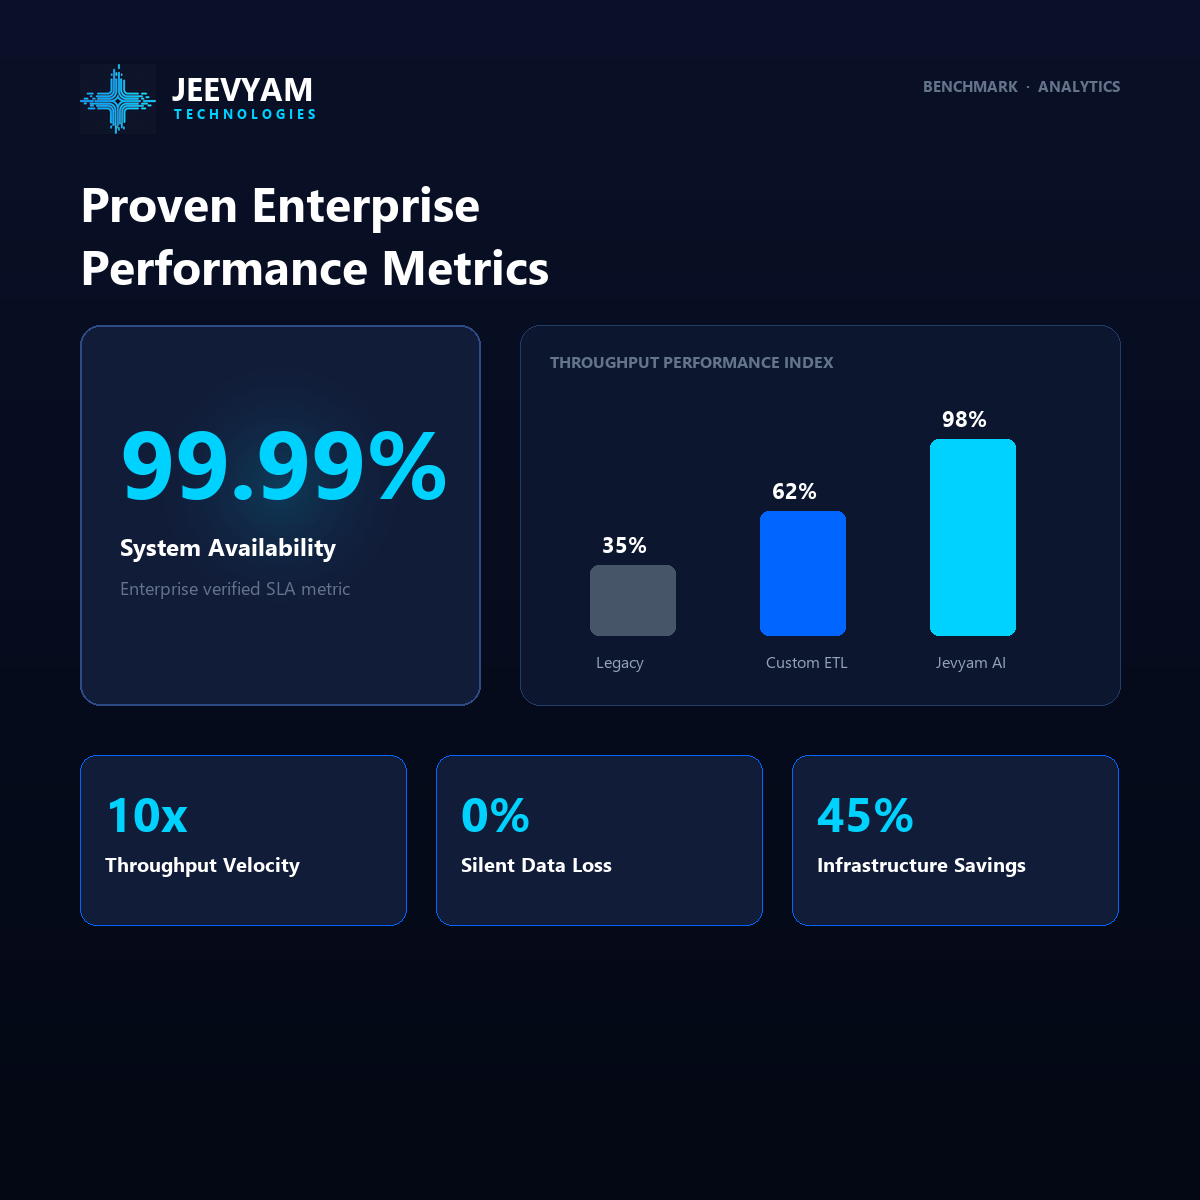 JEEVYAM
TECHNOLOGIES
BENCHMARK · ANALYTICS
Proven Enterprise
Performance Metrics
99.99%
System Availability
Enterprise verified SLA metric
THROUGHPUT PERFORMANCE INDEX
35%
62%
98%
Legacy
Custom ETL
Jevyam AI
10x
Throughput Velocity
0%
Silent Data Loss
45%
Infrastructure Savings